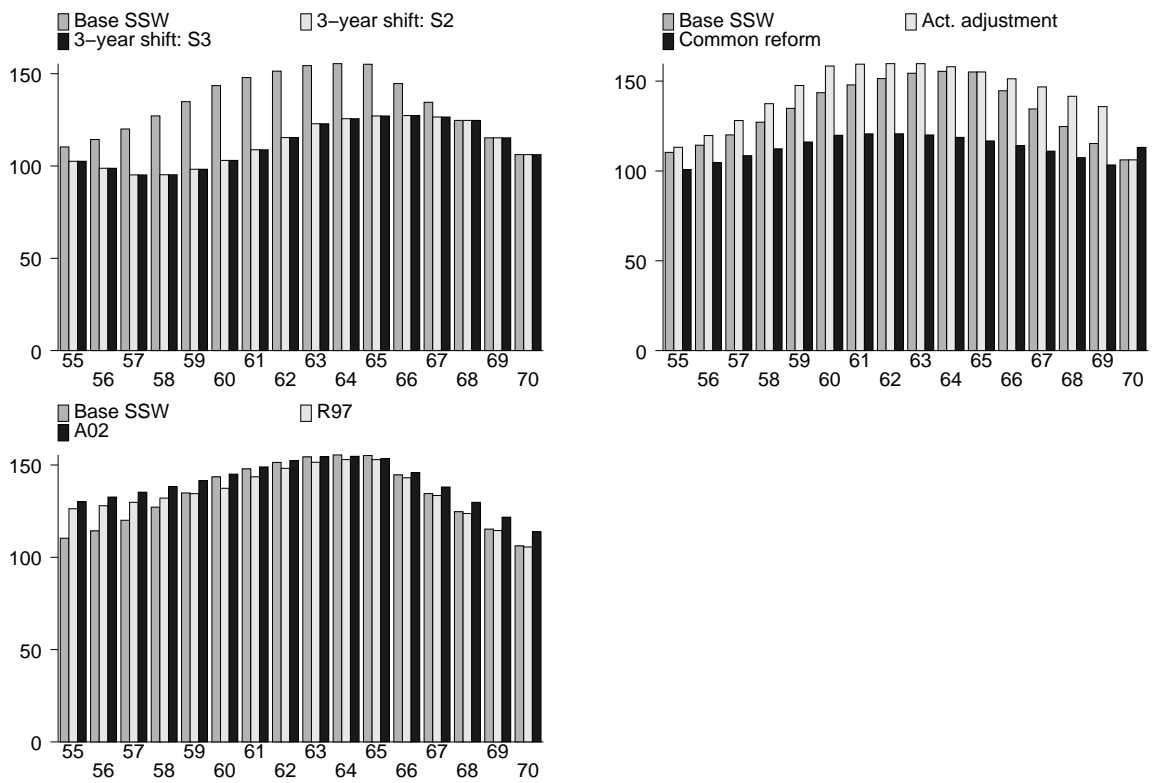 Base SSW 3−year shift: S2
3−year shift: S3
150
100
50
0
55 57 59 61 63 65 67 69
56 58 60 62 64 66 68 70
Base SSW Act. adjustment
Common reform
150
100
50
0
55 57 59 61 63 65 67 69
56 58 60 62 64 66 68 70
Base SSW R97
A02
150
100
50
0
55 57 59 61 63 65 67 69
56 58 60 62 64 66 68 70